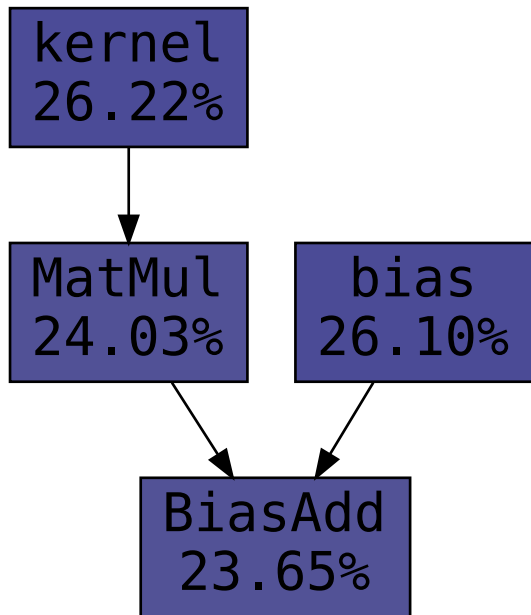 kernel
26.22%
MatMul
24.03%
bias
26.10%
BiasAdd
23.65%